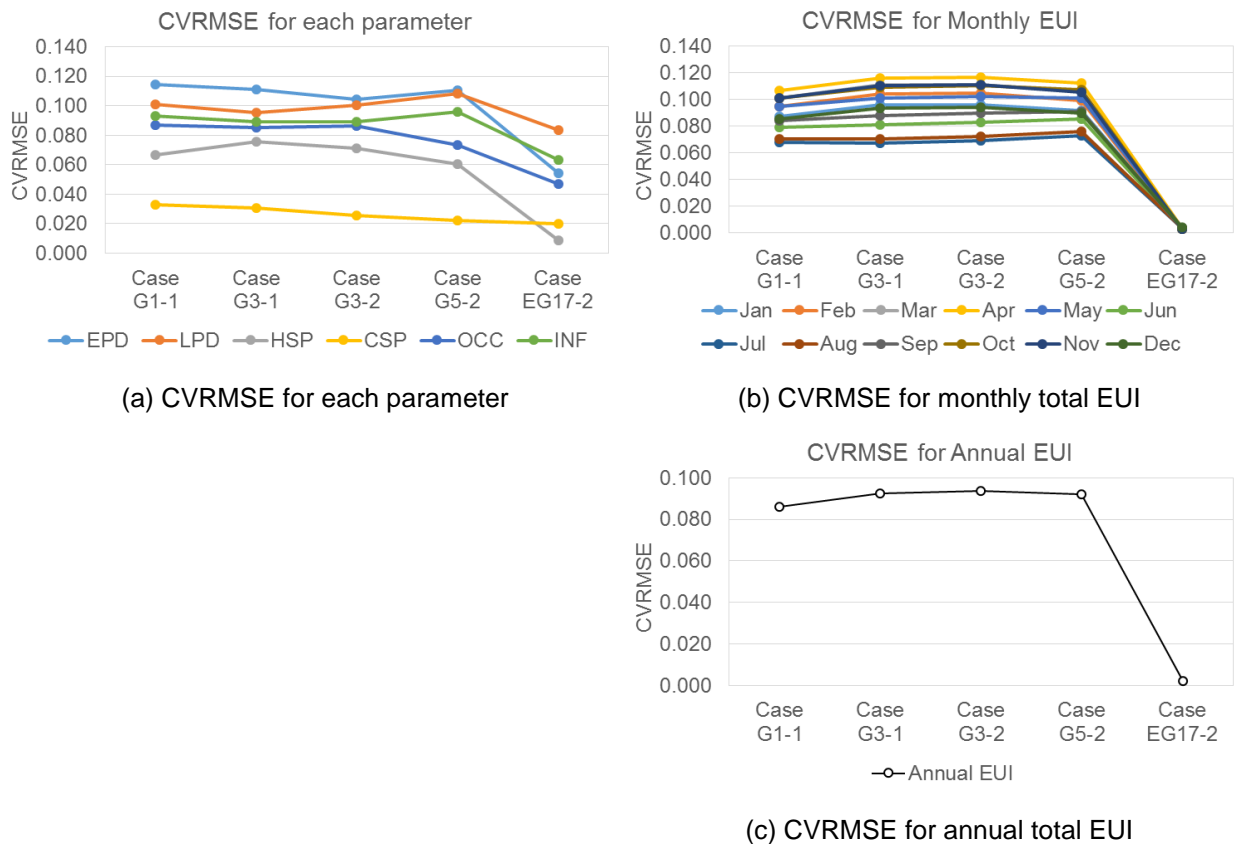 CVRMSE for each parameter
CVRMSE
0.140
0.120
0.100
0.080
0.060
0.040
0.020
0.000
Case G1-1
Case G3-1
Case G3-2
Case G5-2
Case EG17-2
EPD LPD HSP CSP OCC INF
(a) CVRMSE for each parameter
CVRMSE for Monthly EUI
CVRMSE
0.140
0.120
0.100
0.080
0.060
0.040
0.020
0.000
Case G1-1
Case G3-1
Case G3-2
Case G5-2
Case EG17-2
Jan Feb Mar Apr May Jun
Jul Aug Sep Oct Nov Dec
(b) CVRMSE for monthly total EUI
CVRMSE for Annual EUI
CVRMSE
0.100
0.080
0.060
0.040
0.020
0.000
Case G1-1
Case G3-1
Case G3-2
Case G5-2
Case EG17-2
Annual EUI
(c) CVRMSE for annual total EUI